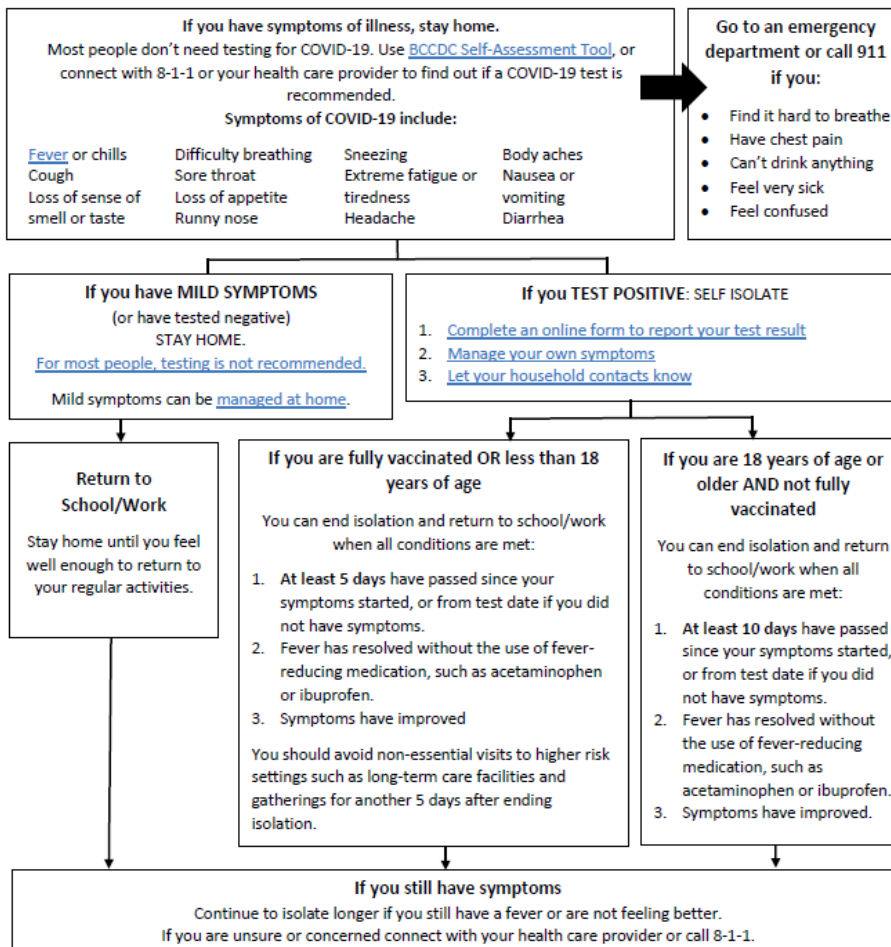 If you have symptoms of illness, stay home.
Most people don't need testing for COVID-19. Use BCCDC Self-Assessment Tool, or
connect with 8-1-1 or your health care provider to find out if a COVID-19 test is
recommended.
Symptoms of COVID-19 include:
Fever or chills
Cough
Loss of sense of
smell or taste
Difficulty breathing
Sore throat
Loss of appetite
Runny nose
Sneezing
Extreme fatigue or
tiredness
Headache
Body aches
Nausea or
vomiting
Diarrhea
Go to an emergency
department or call 911
if you:
• Find it hard to breathe
• Have chest pain
• Can't drink anything
• Feel very sick
• Feel confused
If you have MILD SYMPTOMS
(or have tested negative)
STAY HOME.
For most people, testing is not recommended.
Mild symptoms can be managed at home.
If you TEST POSITIVE: SELF ISOLATE
1. Complete an online form to report your test result
2. Manage your own symptoms
3. Let your household contacts know
Return to
School/Work
Stay home until you feel
well enough to return to
your regular activities.
If you are fully vaccinated OR less than 18
years of age
You can end isolation and return to school/work
when all conditions are met:
1. At least 5 days have passed since your
symptoms started, or from test date if you did
not have symptoms.
2. Fever has resolved without the use of fever-
reducing medication, such as acetaminophen
or ibuprofen.
3. Symptoms have improved
You should avoid non-essential visits to higher risk
settings such as long-term care facilities and
gatherings for another 5 days after ending
isolation.
If you are 18 years of age or
older AND not fully
vaccinated
You can end isolation and return
to school/work when all
conditions are met:
1. At least 10 days have passed
since your symptoms started,
or from test date if you did
not have symptoms.
2. Fever has resolved without
the use of fever-reducing
medication, such as
acetaminophen or ibuprofen.
3. Symptoms have improved.
If you still have symptoms
Continue to isolate longer if you still have a fever or are not feeling better.
If you are unsure or concerned connect with your health care provider or call 8-1-1.